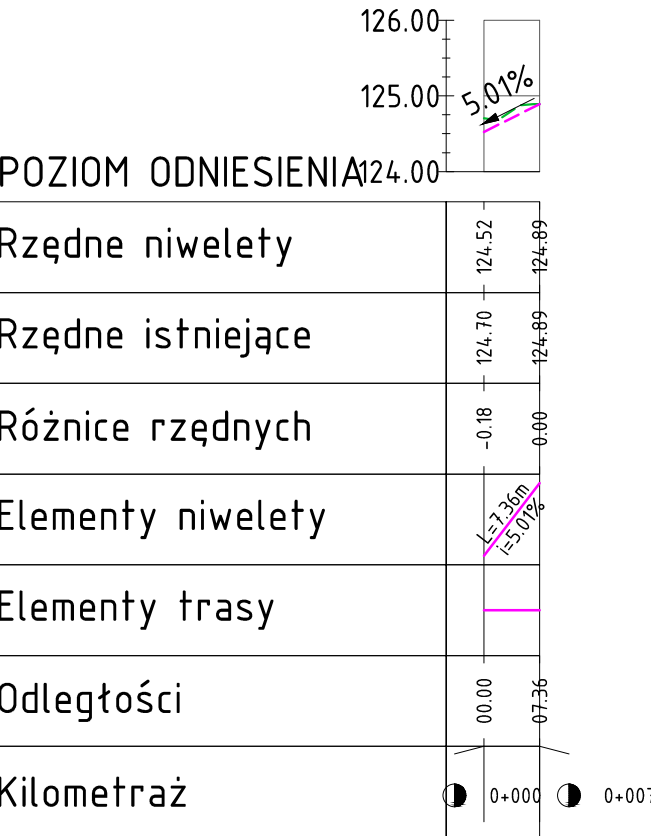 126.00
125.00
5.01%
POZIOM ODNIESIENIA 124.00
Rzędne niwelety 124.52 124.89
Rzędne istniejące 124.70 124.89
Różnice rzędnych -0.18 0.00
Elementy niwelety L=7.36m i=5.01%
Elementy trasy
Odległości 00.00 07.36
Kilometraż 0+000 0+007